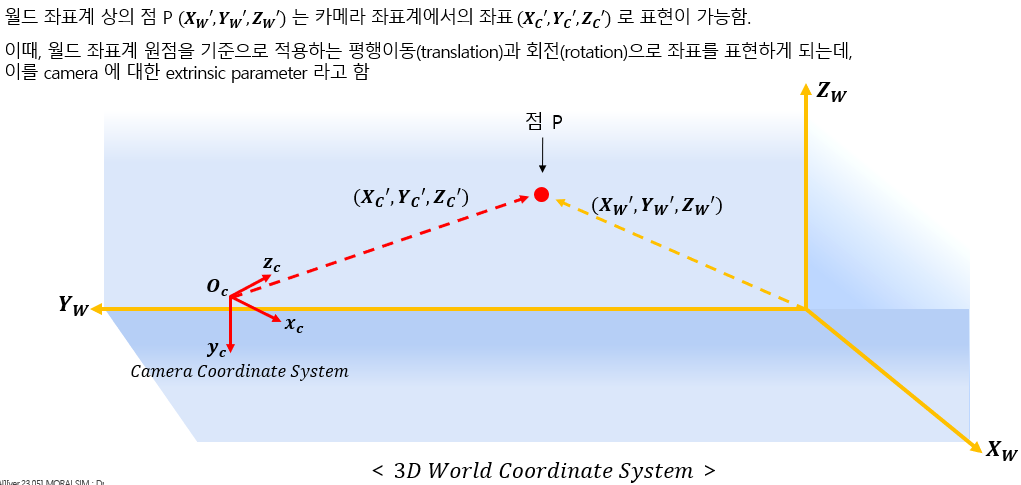 월드 좌표계 상의 점 P (X_W′,Y_W′,Z_W′) 는 카메라 좌표계에서의 좌표 (X_C′,Y_C′,Z_C′) 로 표현이 가능함.
이때, 월드 좌표계 원점을 기준으로 적용하는 평행이동(translation)과 회전(rotation)으로 좌표를 표현하게 되는데,
이를 camera 에 대한 extrinsic parameter 라고 함
Z_W
점 P
(X_C′,Y_C′,Z_C′)
(X_W′,Y_W′,Z_W′)
z_c
O_c
Y_W
x_c
y_c
Camera Coordinate System
X_W
< 3D World Coordinate System >
23.05] MORAI SIM : Dr